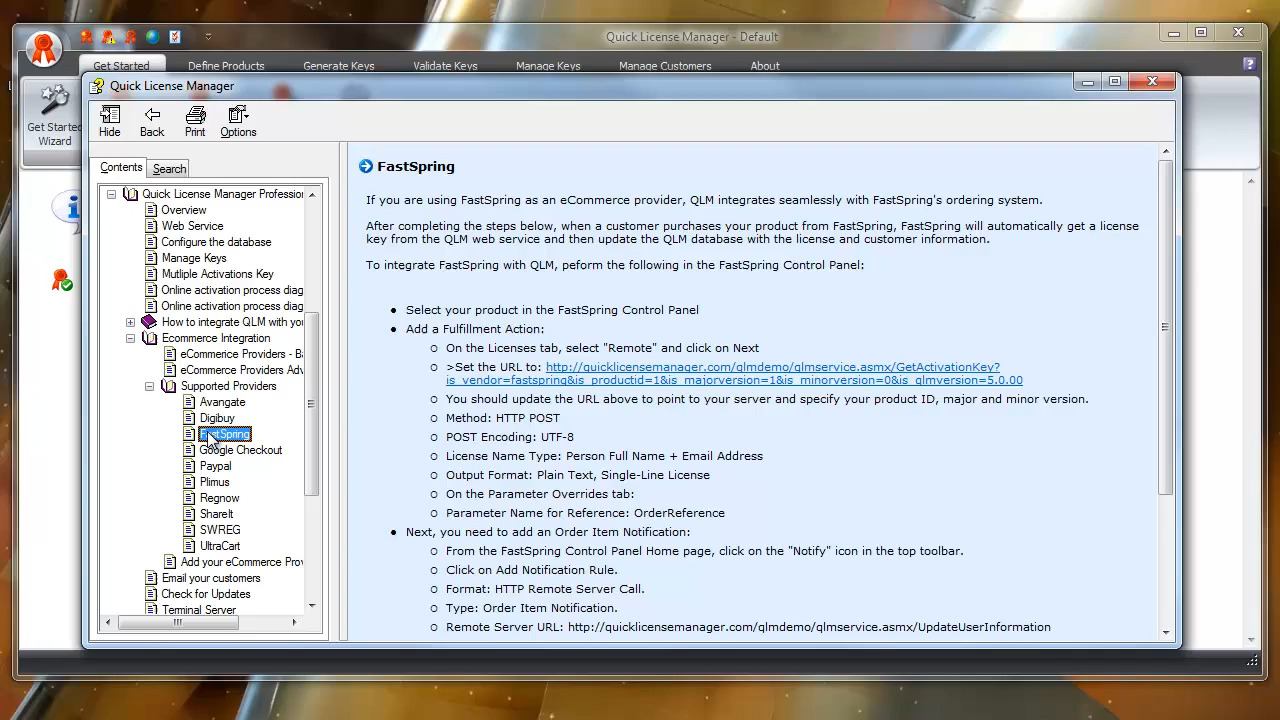 Quick License Manager - Default
Get Started
Define Products
Generate Keys
Validate Keys
Manage Keys
Manage Customers
About
Get Started
Wizard
Quick License Manager
Hide
Back
Print
Options
Contents
Search
Quick License Manager Profession
Overview
Web Service
Configure the database
Manage Keys
Mutliple Activations Key
Online activation process diag
Online activation process diag
How to integrate QLM with you
Ecommerce Integration
eCommerce Providers - Ba
eCommerce Providers Adv
Supported Providers
Avangate
Digibuy
FastSpring
Google Checkout
Paypal
Plimus
Regnow
ShareIt
SWREG
UltraCart
Add your eCommerce Prov
Email your customers
Check for Updates
Terminal Server
FastSpring
If you are using FastSpring as an eCommerce provider, QLM integrates seamlessly with FastSpring's ordering system.
After completing the steps below, when a customer purchases your product from FastSpring, FastSpring will automatically get a license
key from the QLM web service and then update the QLM database with the license and customer information.
To integrate FastSpring with QLM, peform the following in the FastSpring Control Panel:
• Select your product in the FastSpring Control Panel
• Add a Fulfillment Action:
o On the Licenses tab, select "Remote" and click on Next
o >Set the URL to: http://quicklicensemanager.com/qlmdemo/qlmservice.asmx/GetActivationKey?
is_vendor=fastspring&is_productid=1&is_majorversion=1&is_minorversion=0&is_qlmversion=5.0.00
o You should update the URL above to point to your server and specify your product ID, major and minor version.
o Method: HTTP POST
o POST Encoding: UTF-8
o License Name Type: Person Full Name + Email Address
o Output Format: Plain Text, Single-Line License
o On the Parameter Overrides tab:
o Parameter Name for Reference: OrderReference
• Next, you need to add an Order Item Notification:
o From the FastSpring Control Panel Home page, click on the "Notify" icon in the top toolbar.
o Click on Add Notification Rule.
o Format: HTTP Remote Server Call.
o Type: Order Item Notification.
o Remote Server URL: http://quicklicensemanager.com/qlmdemo/qlmservice.asmx/UpdateUserInformation